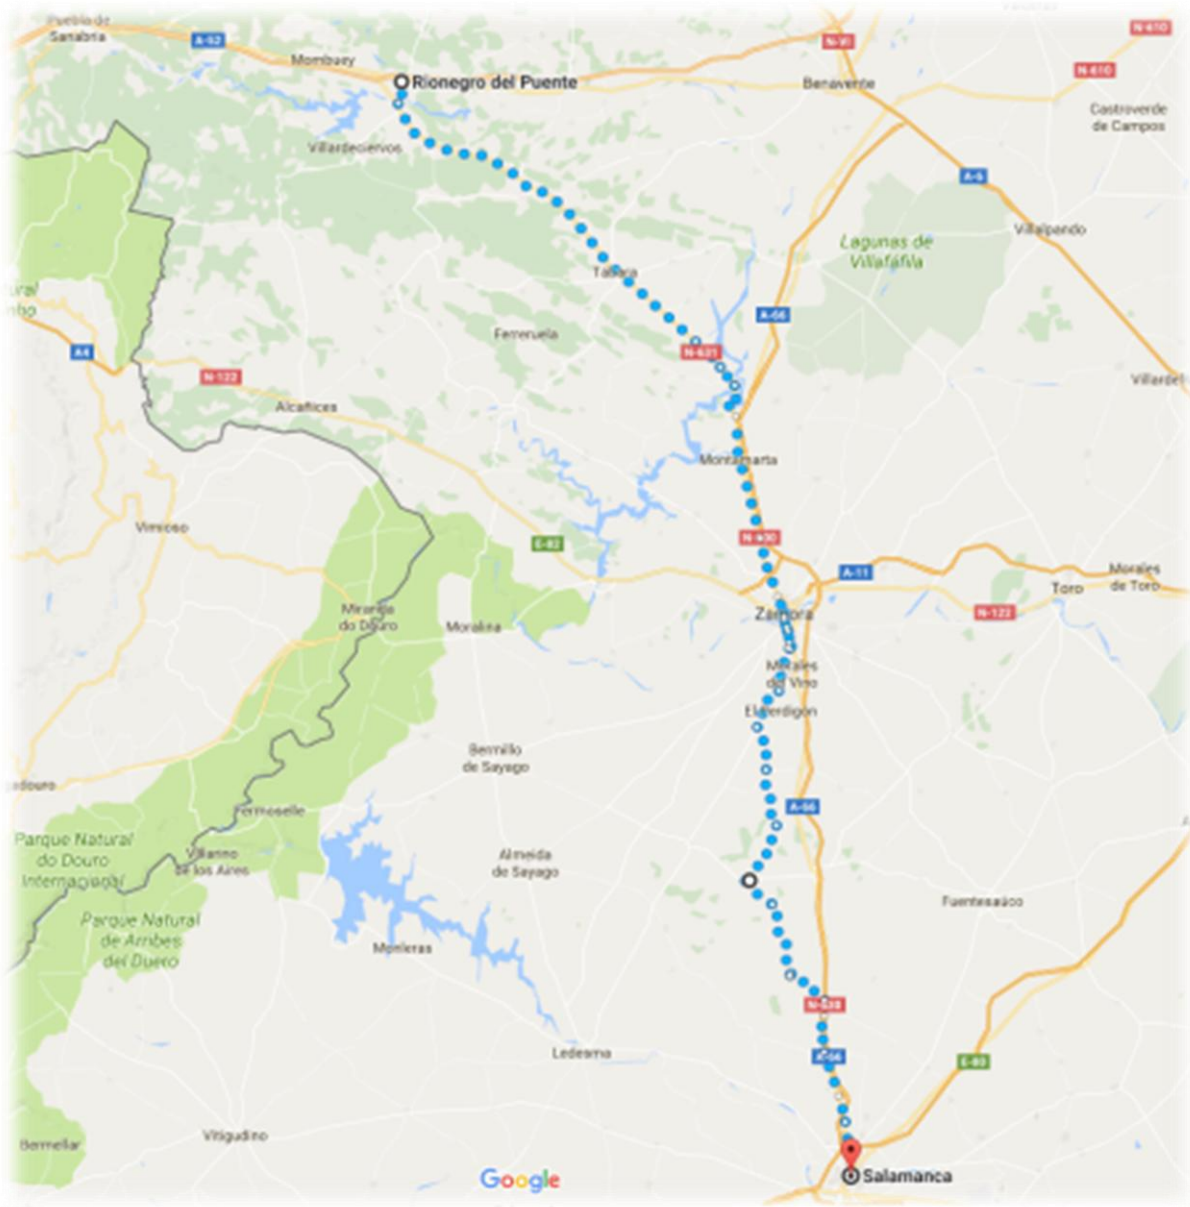 Puebla de
Sanabria
A-52
Mombuey
Rionegro del Puente
N-VI
N-610
N-610
Benavente
Castroverde
de Campos
Villardeciervos
A-6
Villalpando
Lagunas de
Villafáfila
Tábara
A-66
Ferreruela
N-631
A4
N-122
Villardel
Alcañices
Montamarta
Vimioso
E-82
N-630
A-11
Morales
de Toro
Toro
N-122
Miranda
do Douro
Moralina
Zamora
Morales
del Vino
El Perdigón
Bermillo
de Sayago
A-66
Fermoselle
Parque Natural
do Douro
Internacional
Villarino
de los Aires
Almeida
de Sayago
Fuentesaúco
Parque Natural
de Arribes
del Duero
Monleras
N-630
Ledesma
A-66
E-80
Vitigudino
Bermellar
Google
Salamanca